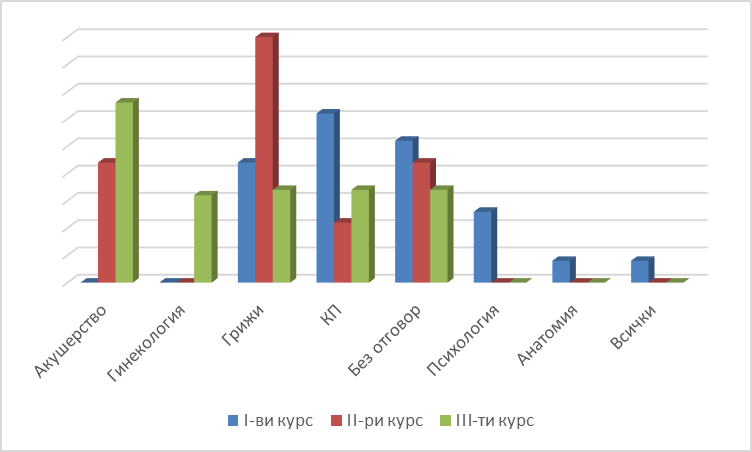 Акушерство
Гинекология
Грижи
КП
Без отговор
Психология
Анатомия
Всички
I-ви курс II-ри курс III-ти курс